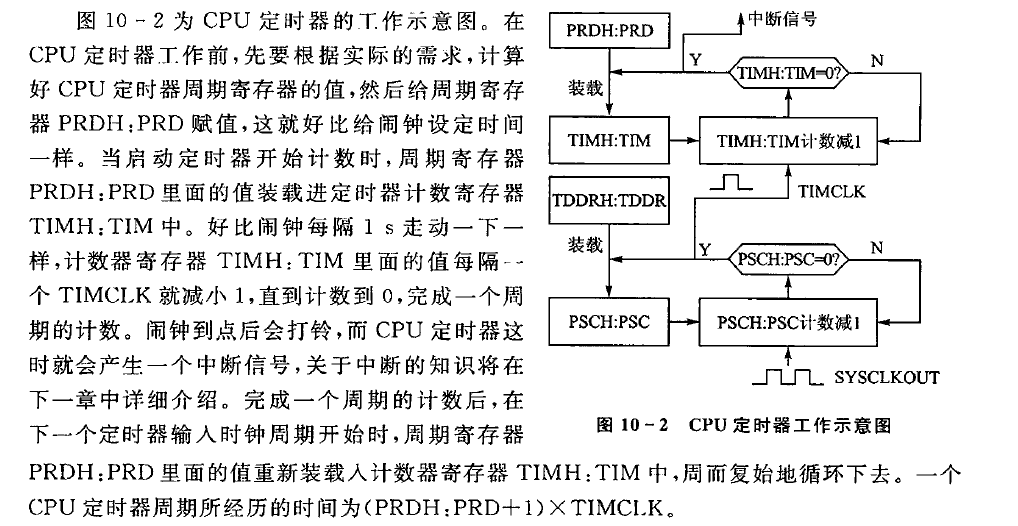 图 10-2 为 CPU 定时器的工作示意图。在
CPU 定时器工作前,先要根据实际的需求,计算
好 CPU 定时器周期寄存器的值,然后给周期寄存
器 PRDH:PRD 赋值,这就好比给闹钟设定时间
一样。当启动定时器开始计数时,周期寄存器
PRDH:PRD 里面的值装载进定时器计数寄存器
TIMH:TIM 中。好比闹钟每隔 1 s 走动一下一
样,计数器寄存器 TIMH:TIM 里面的值每隔一
个 TIMCLK 就减小 1,直到计数到 0,完成一个周
期的计数。闹钟到点后会打铃,而 CPU 定时器这
时就会产生一个中断信号,关于中断的知识将在
下一章中详细介绍。完成一个周期的计数后,在
下一个定时器输入时钟周期开始时,周期寄存器
PRDH:PRD 里面的值重新装载入计数器寄存器 TIMH:TIM 中,周而复始地循环下去。一个
CPU 定时器周期所经历的时间为(PRDH:PRD+1)×TIMCLK。
PRDH:PRD
中断信号
Y
TIMH:TIM=0?
N
装载
TIMH:TIM
TIMH:TIM计数减1
TIMCLK
TDDRH:TDDR
装载
Y
PSCH:PSC=0?
N
PSCH:PSC
PSCH:PSC计数减1
SYSCLKOUT
图 10-2 CPU 定时器工作示意图